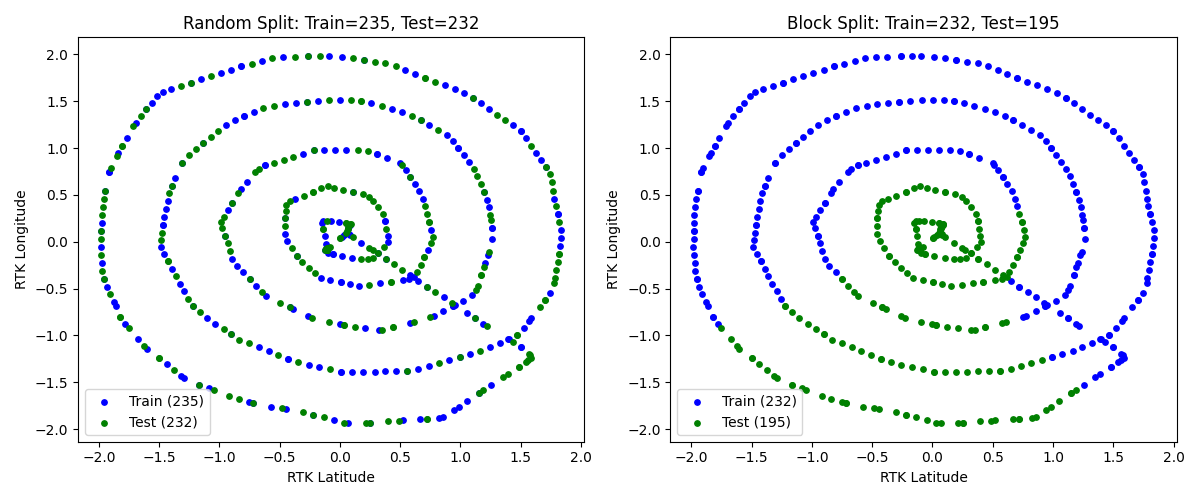 Random Split: Train=235, Test=232
2.0
1.5
1.0
0.5
0.0
−0.5
−1.0
−1.5
−2.0
RTK Longitude
Train (235)
Test (232)
−2.0 −1.5 −1.0 −0.5 0.0 0.5 1.0 1.5 2.0
RTK Latitude
Block Split: Train=232, Test=195
2.0
1.5
1.0
0.5
0.0
−0.5
−1.0
−1.5
−2.0
RTK Longitude
Train (232)
Test (195)
−2.0 −1.5 −1.0 −0.5 0.0 0.5 1.0 1.5 2.0
RTK Latitude